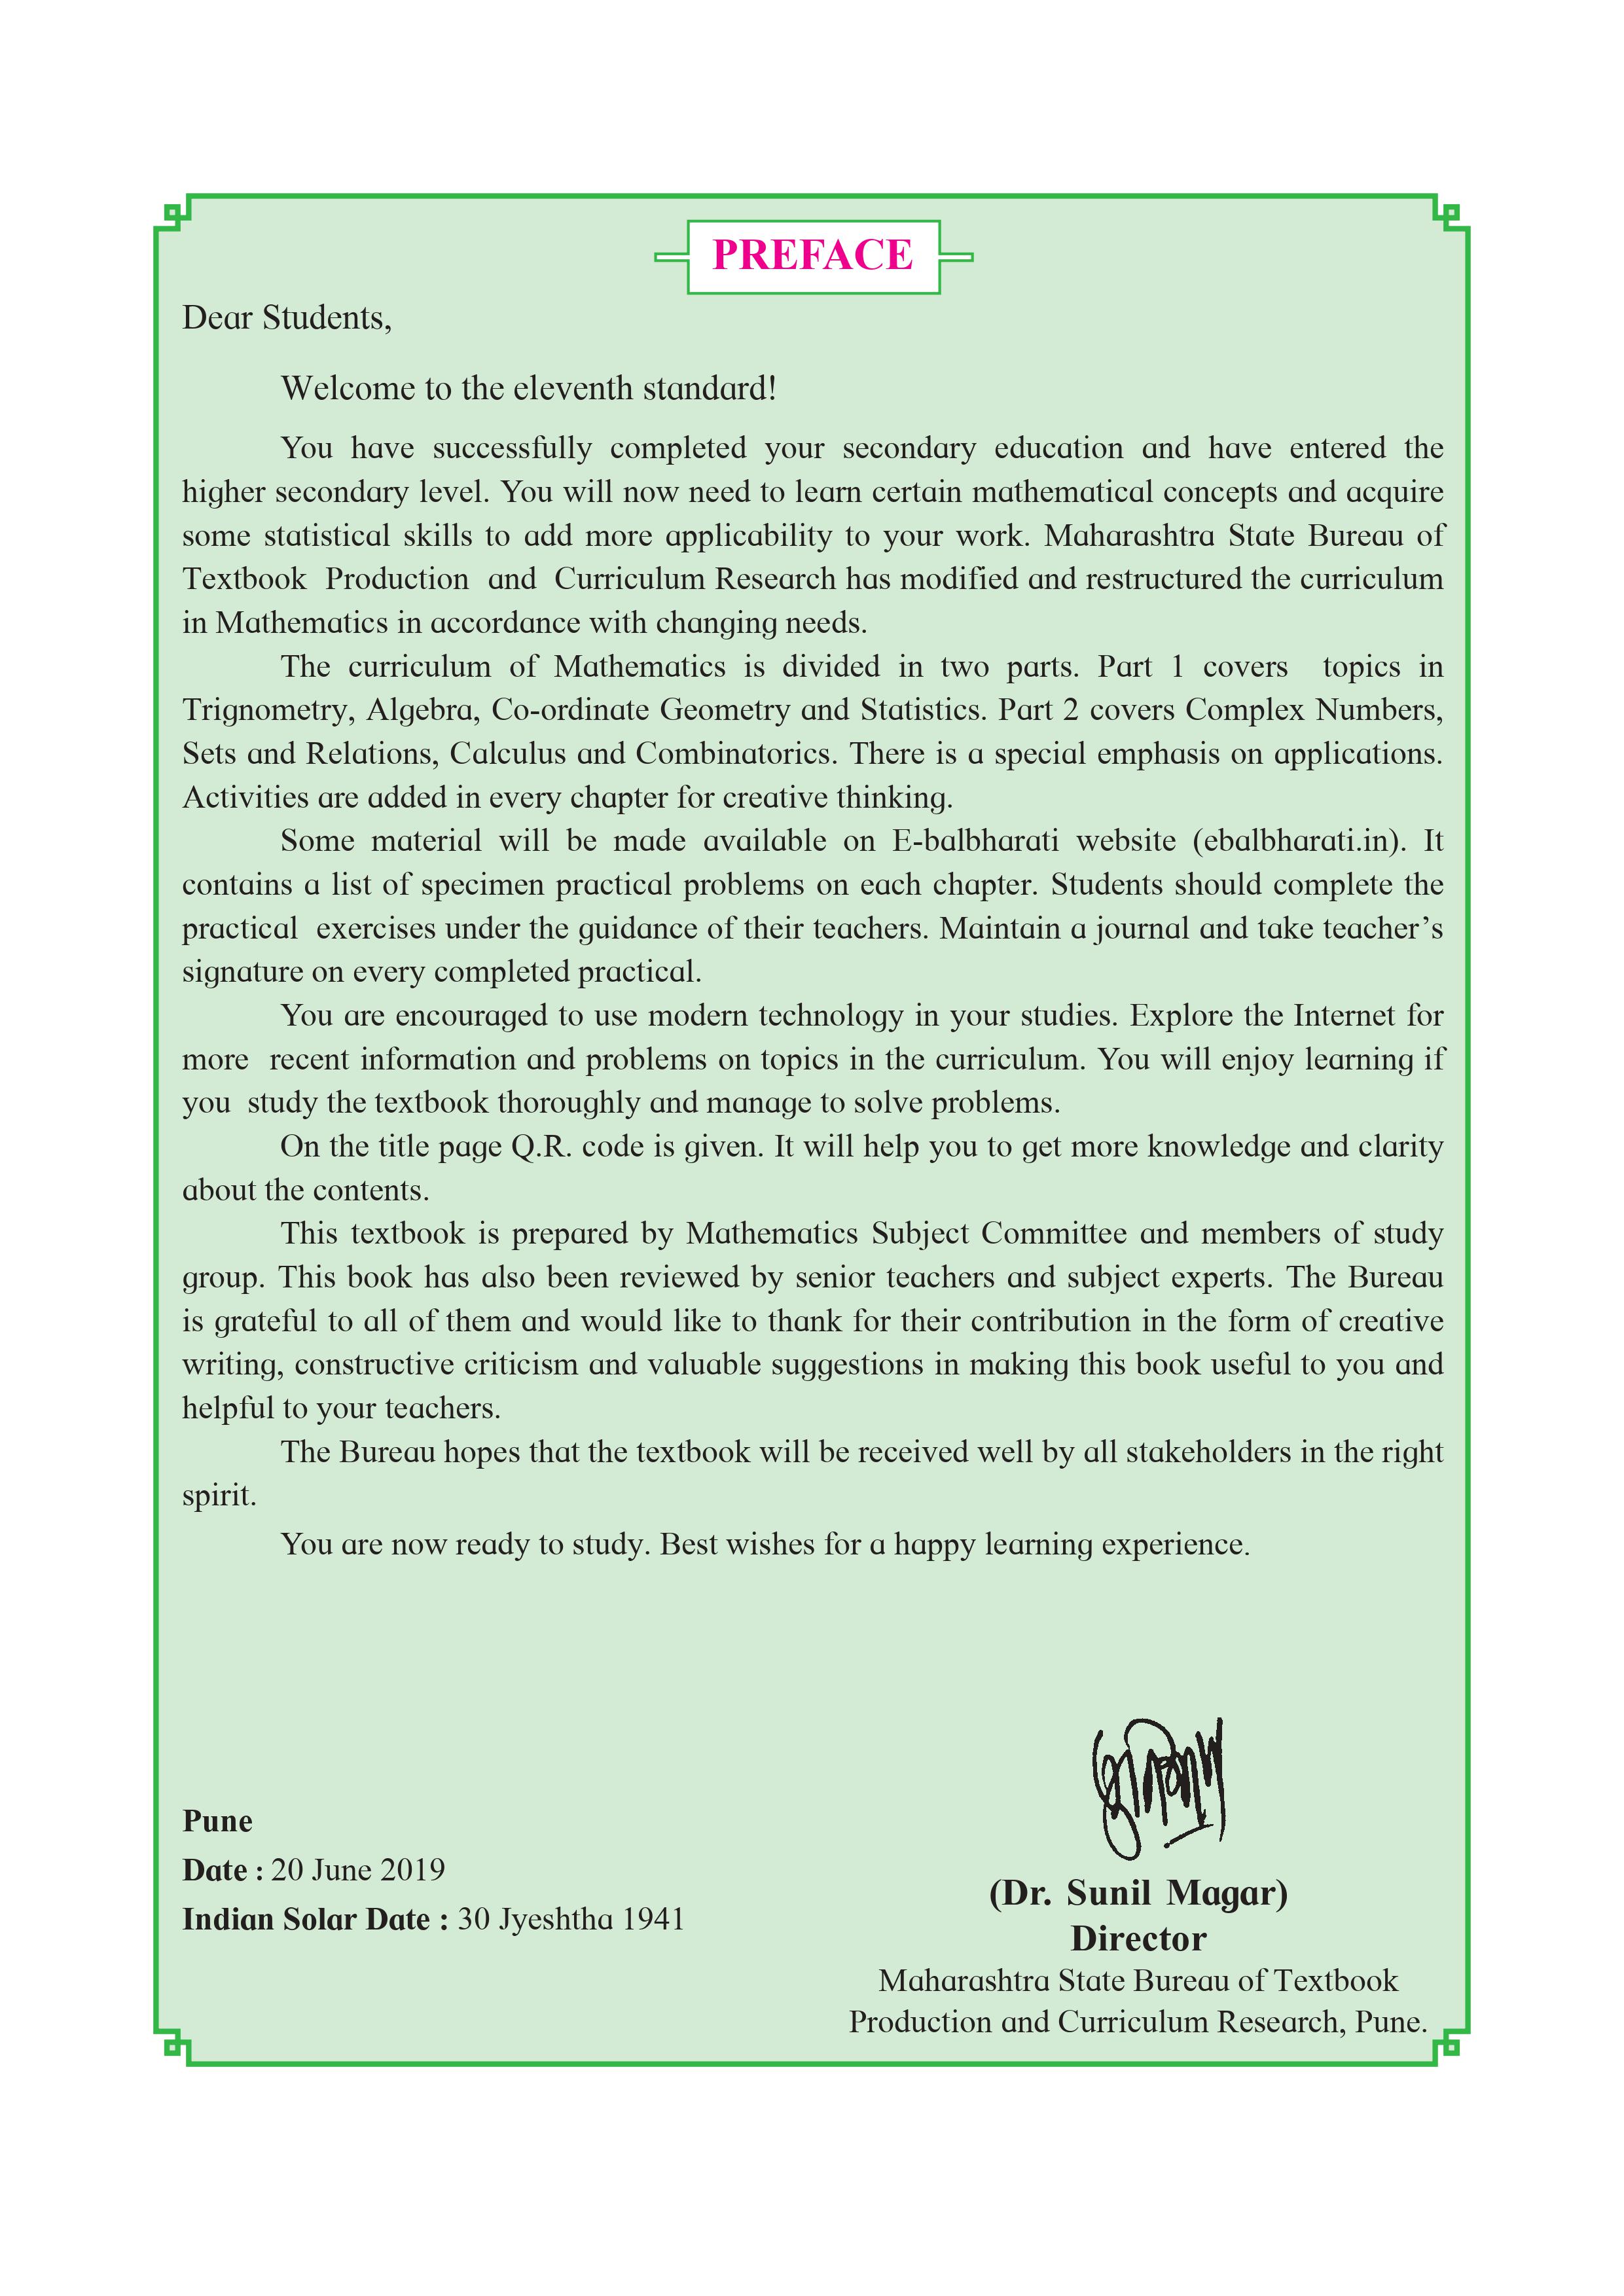 PREFACE
Dear Students,
Welcome to the eleventh standard!
You have successfully completed your secondary education and have entered the
higher secondary level. You will now need to learn certain mathematical concepts and acquire
some statistical skills to add more applicability to your work. Maharashtra State Bureau of
Textbook Production and Curriculum Research has modified and restructured the curriculum
in Mathematics in accordance with changing needs.
The curriculum of Mathematics is divided in two parts. Part 1 covers topics in
Trignometry, Algebra, Co-ordinate Geometry and Statistics. Part 2 covers Complex Numbers,
Sets and Relations, Calculus and Combinatorics. There is a special emphasis on applications.
Activities are added in every chapter for creative thinking.
Some material will be made available on E-balbharati website (ebalbharati.in). It
contains a list of specimen practical problems on each chapter. Students should complete the
practical exercises under the guidance of their teachers. Maintain a journal and take teacher’s
signature on every completed practical.
You are encouraged to use modern technology in your studies. Explore the Internet for
more recent information and problems on topics in the curriculum. You will enjoy learning if
you study the textbook thoroughly and manage to solve problems.
On the title page Q.R. code is given. It will help you to get more knowledge and clarity
about the contents.
This textbook is prepared by Mathematics Subject Committee and members of study
group. This book has also been reviewed by senior teachers and subject experts. The Bureau
is grateful to all of them and would like to thank for their contribution in the form of creative
writing, constructive criticism and valuable suggestions in making this book useful to you and
helpful to your teachers.
The Bureau hopes that the textbook will be received well by all stakeholders in the right
spirit.
You are now ready to study. Best wishes for a happy learning experience.
Pune
Date : 20 June 2019
Indian Solar Date : 30 Jyeshtha 1941
(Dr. Sunil Magar)
Director
Maharashtra State Bureau of Textbook
Production and Curriculum Research, Pune.